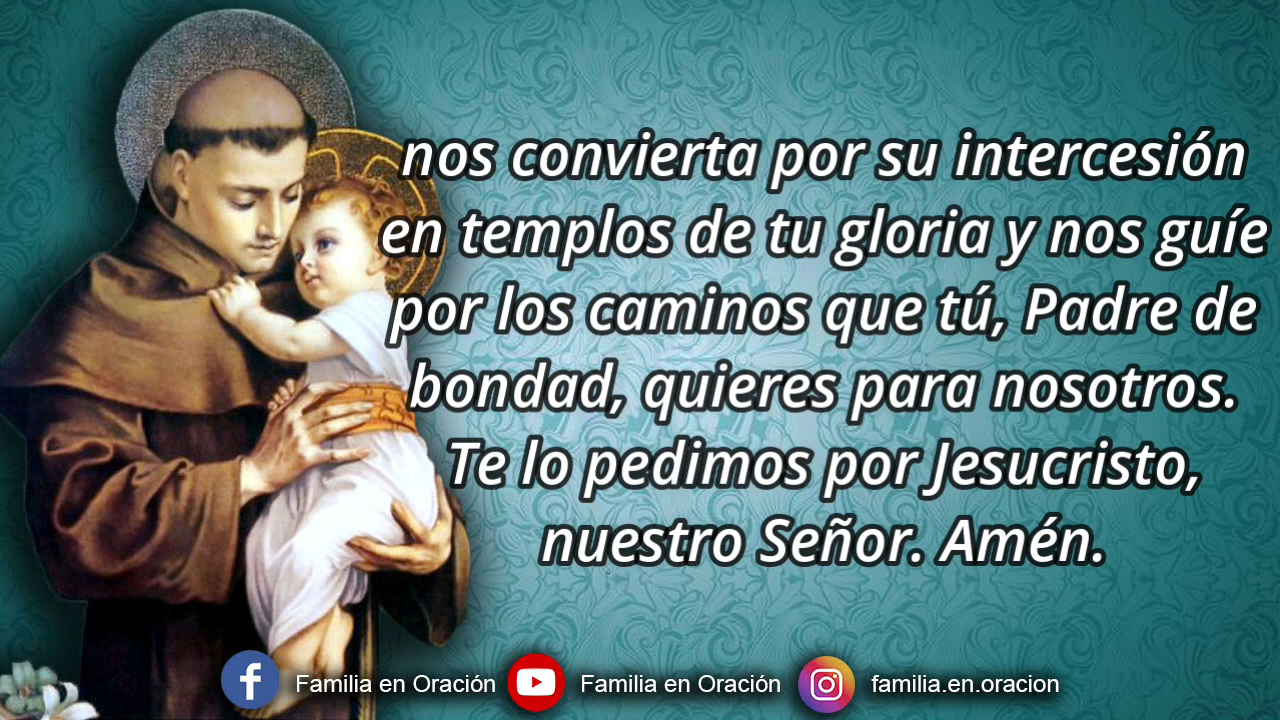 nos convierta por su intercesión
en templos de tu gloria y nos guíe
por los caminos que tú, Padre de
bondad, quieres para nosotros.
Te lo pedimos por Jesucristo,
nuestro Señor. Amén.
Familia en Oración Familia en Oración familia.en.oracion